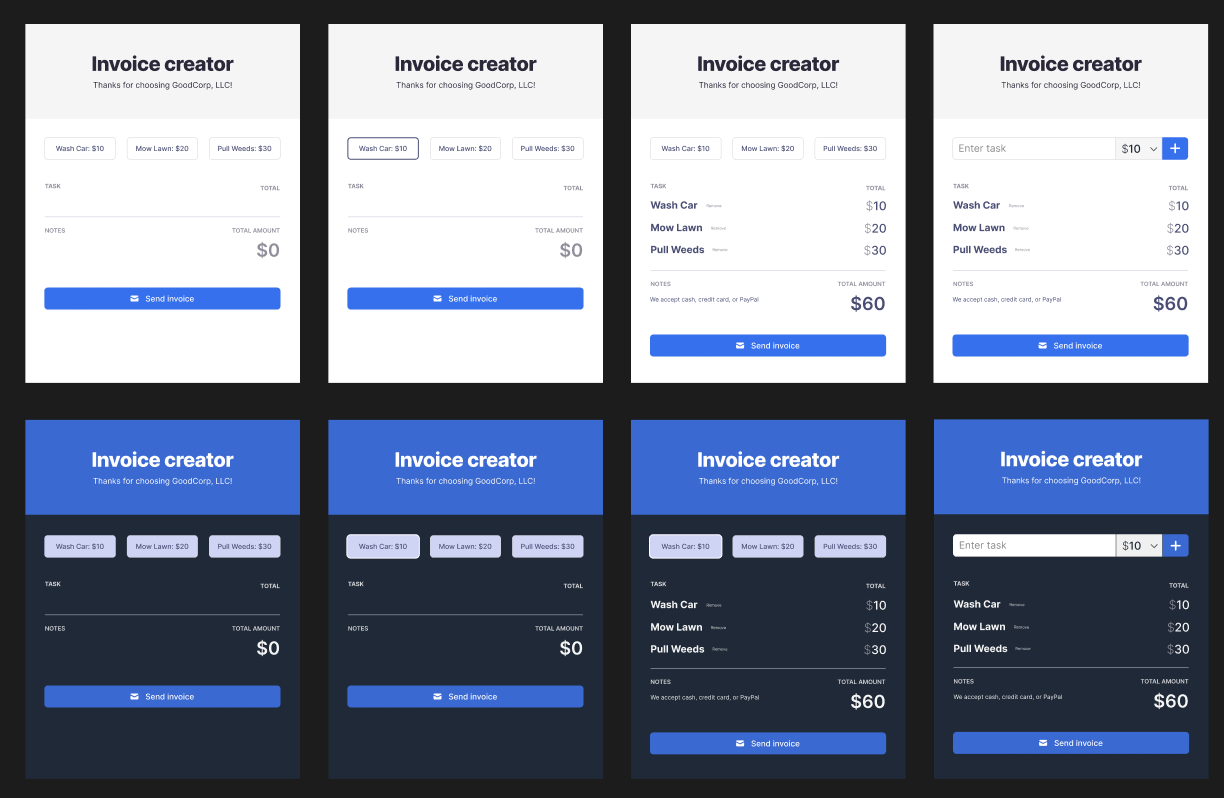 Invoice creator
Thanks for choosing GoodCorp, LLC!
Wash Car: $10 Mow Lawn: $20 Pull Weeds: $30
TASK TOTAL
NOTES TOTAL AMOUNT
$0
Send invoice
Invoice creator
Thanks for choosing GoodCorp, LLC!
Wash Car: $10 Mow Lawn: $20 Pull Weeds: $30
TASK TOTAL
NOTES TOTAL AMOUNT
$0
Send invoice
Invoice creator
Thanks for choosing GoodCorp, LLC!
Wash Car: $10 Mow Lawn: $20 Pull Weeds: $30
TASK TOTAL
Wash Car Remove $10
Mow Lawn Remove $20
Pull Weeds Remove $30
NOTES TOTAL AMOUNT
We accept cash, credit card, or PayPal $60
Send invoice
Invoice creator
Thanks for choosing GoodCorp, LLC!
Enter task $10 +
TASK TOTAL
Wash Car Remove $10
Mow Lawn Remove $20
Pull Weeds Remove $30
NOTES TOTAL AMOUNT
We accept cash, credit card, or PayPal $60
Send invoice
Invoice creator
Thanks for choosing GoodCorp, LLC!
Wash Car: $10 Mow Lawn: $20 Pull Weeds: $30
TASK TOTAL
NOTES TOTAL AMOUNT
$0
Send invoice
Invoice creator
Thanks for choosing GoodCorp, LLC!
Wash Car: $10 Mow Lawn: $20 Pull Weeds: $30
TASK TOTAL
NOTES TOTAL AMOUNT
$0
Send invoice
Invoice creator
Thanks for choosing GoodCorp, LLC!
Wash Car: $10 Mow Lawn: $20 Pull Weeds: $30
TASK TOTAL
Wash Car Remove $10
Mow Lawn Remove $20
Pull Weeds Remove $30
NOTES TOTAL AMOUNT
We accept cash, credit card, or PayPal $60
Send invoice
Invoice creator
Thanks for choosing GoodCorp, LLC!
Enter task $10 +
TASK TOTAL
Wash Car Remove $10
Mow Lawn Remove $20
Pull Weeds Remove $30
NOTES TOTAL AMOUNT
We accept cash, credit card, or PayPal $60
Send invoice